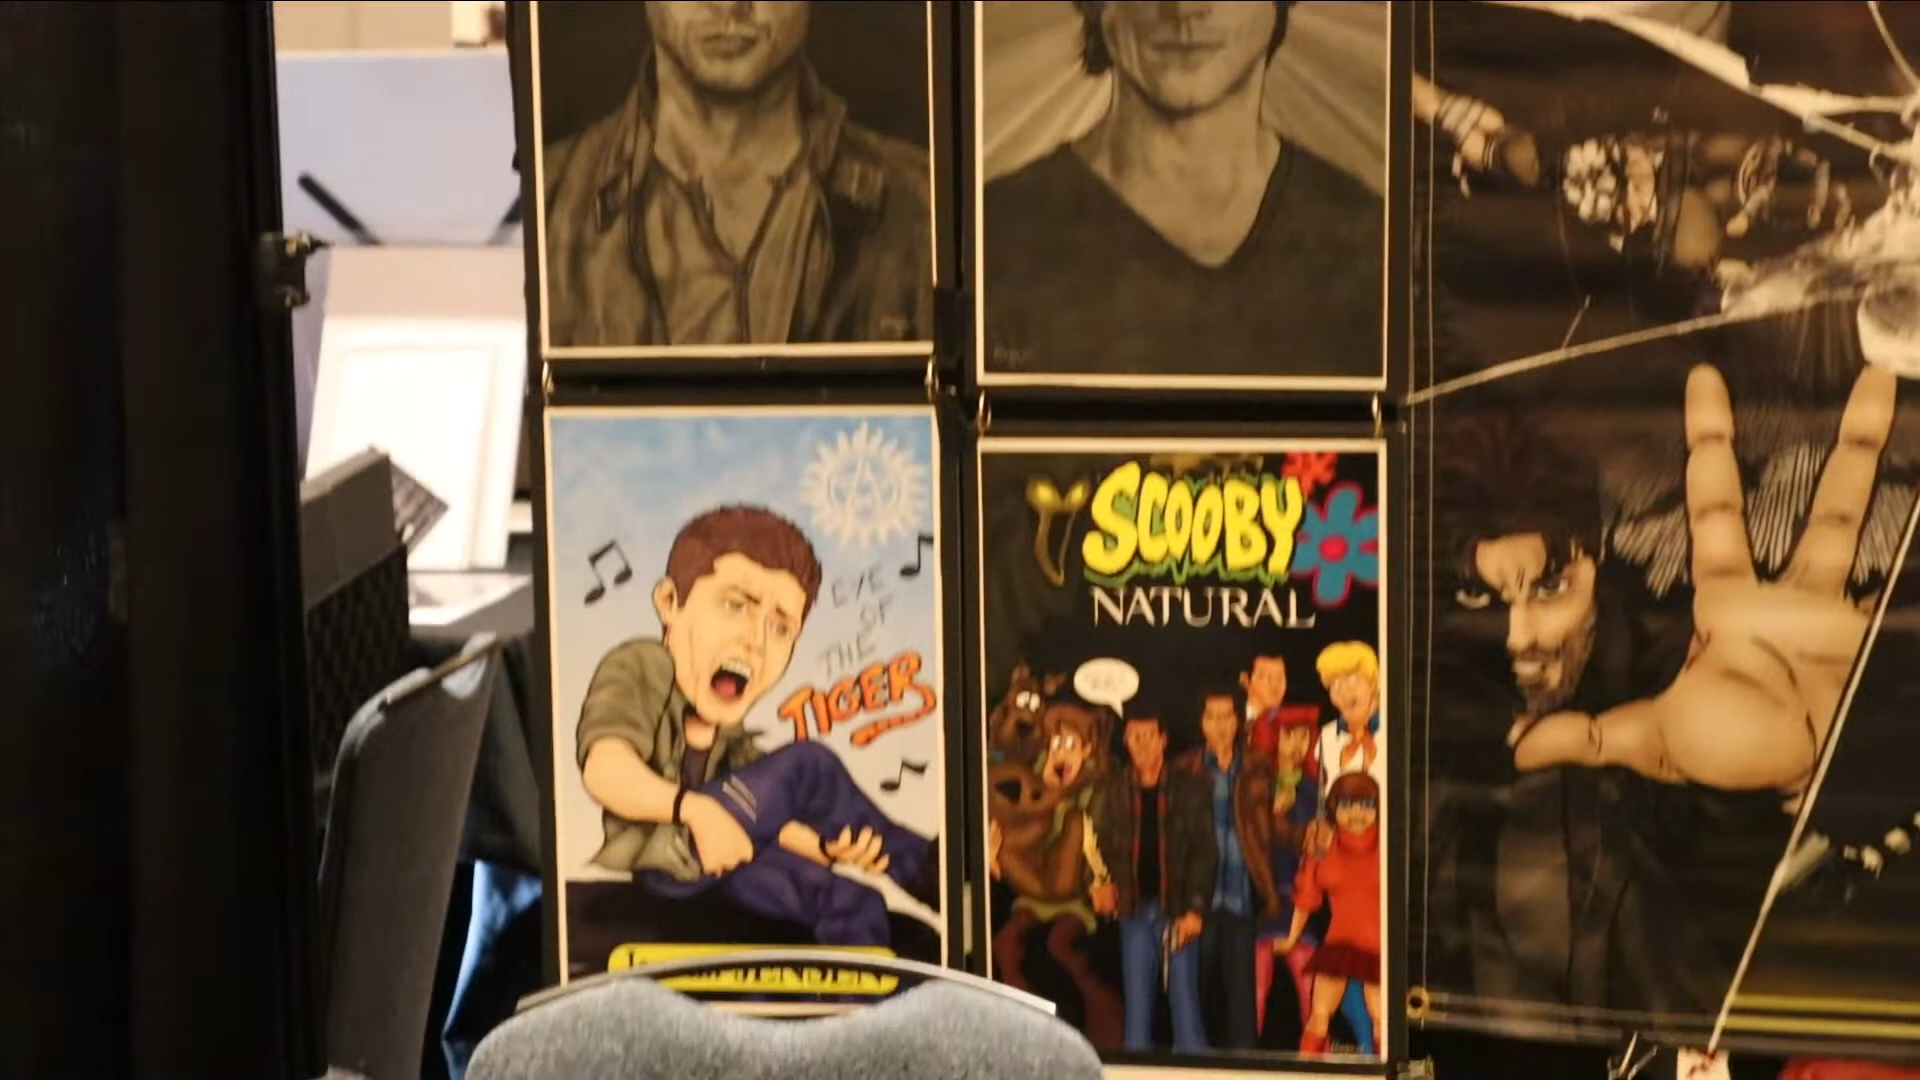 EYE
OF
THE
TIGER
SCOOBY
NATURAL